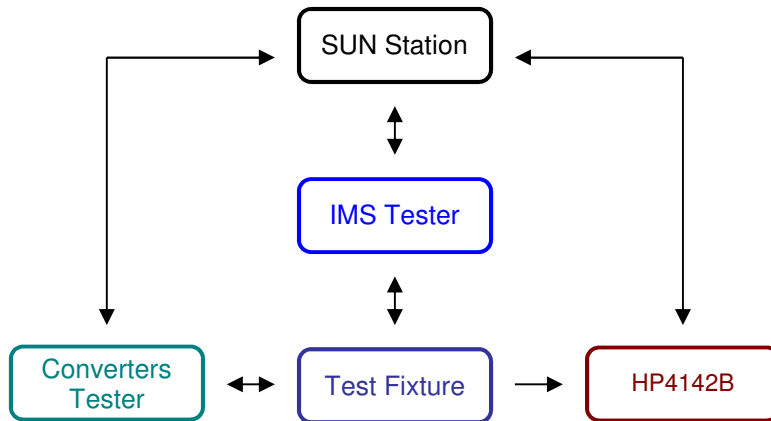 SUN Station
IMS Tester
Converters
Tester
Test Fixture
HP4142B